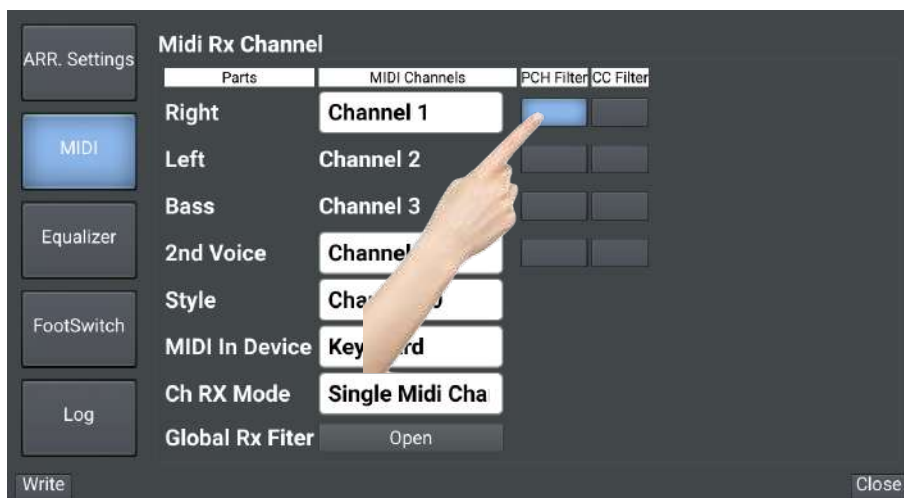 ARR. Settings
MIDI
Equalizer
FootSwitch
Log
Midi Rx Channel
Parts MIDI Channels PCH Filter CC Filter
Right Channel 1
Left Channel 2
Bass Channel 3
2nd Voice
Style
MIDI In Device
Ch RX Mode Single Midi Cha
Global Rx Fiter Open
Write Close